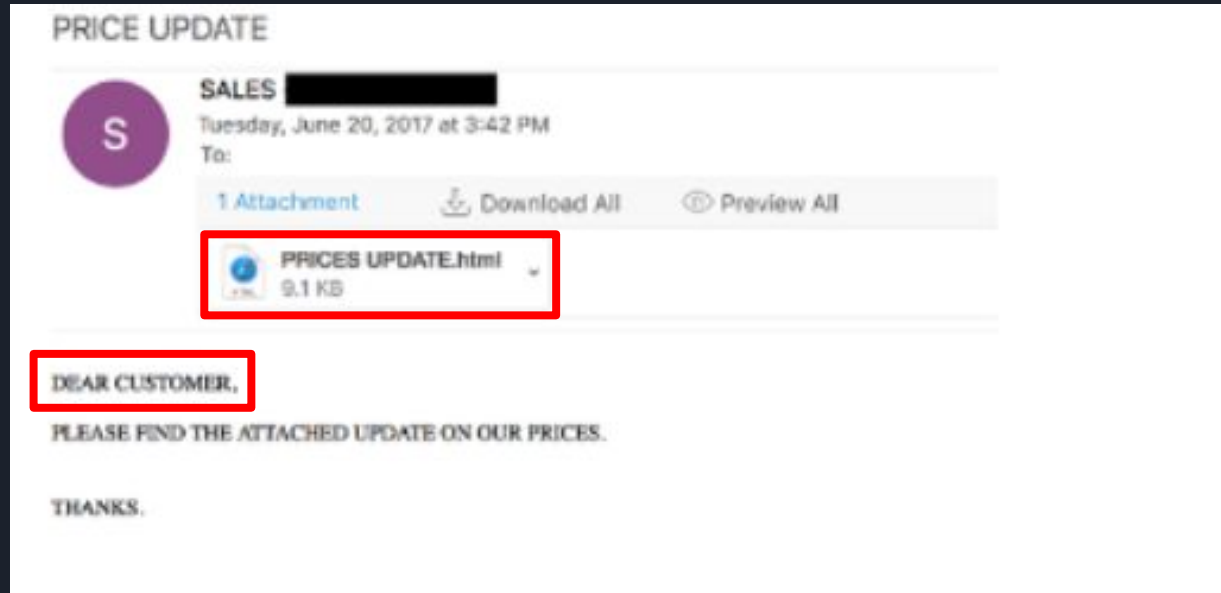 PRICE UPDATE
S
SALES
Tuesday, June 20, 2017 at 3:42 PM
To:
1 Attachment Download All Preview All
PRICES UPDATE.html
9.1 KB
DEAR CUSTOMER,
PLEASE FIND THE ATTACHED UPDATE ON OUR PRICES.
THANKS.